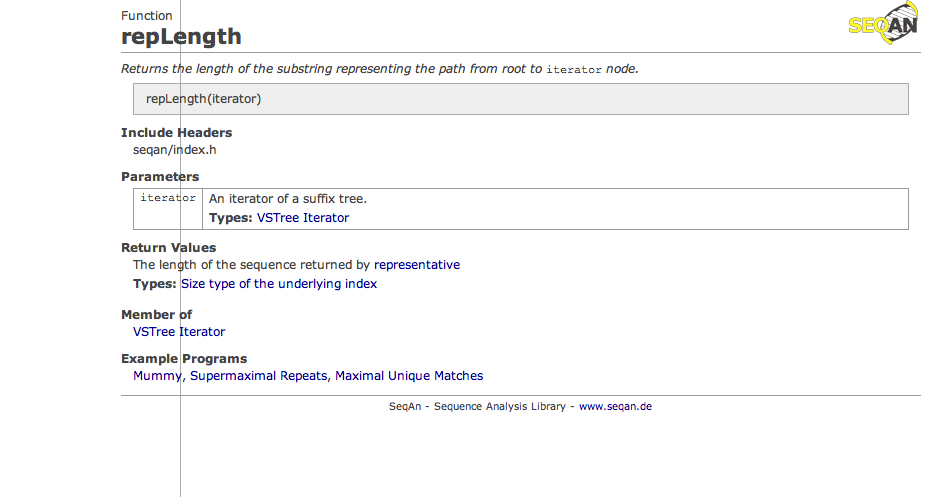 Function
SEQAN
repLength
Returns the length of the substring representing the path from root to iterator node.
repLength(iterator)
Include Headers
seqan/index.h
Parameters
iterator An iterator of a suffix tree.
Types: VSTree Iterator
Return Values
The length of the sequence returned by representative
Types: Size type of the underlying index
Member of
VSTree Iterator
Example Programs
Mummy, Supermaximal Repeats, Maximal Unique Matches
SeqAn - Sequence Analysis Library - www.seqan.de